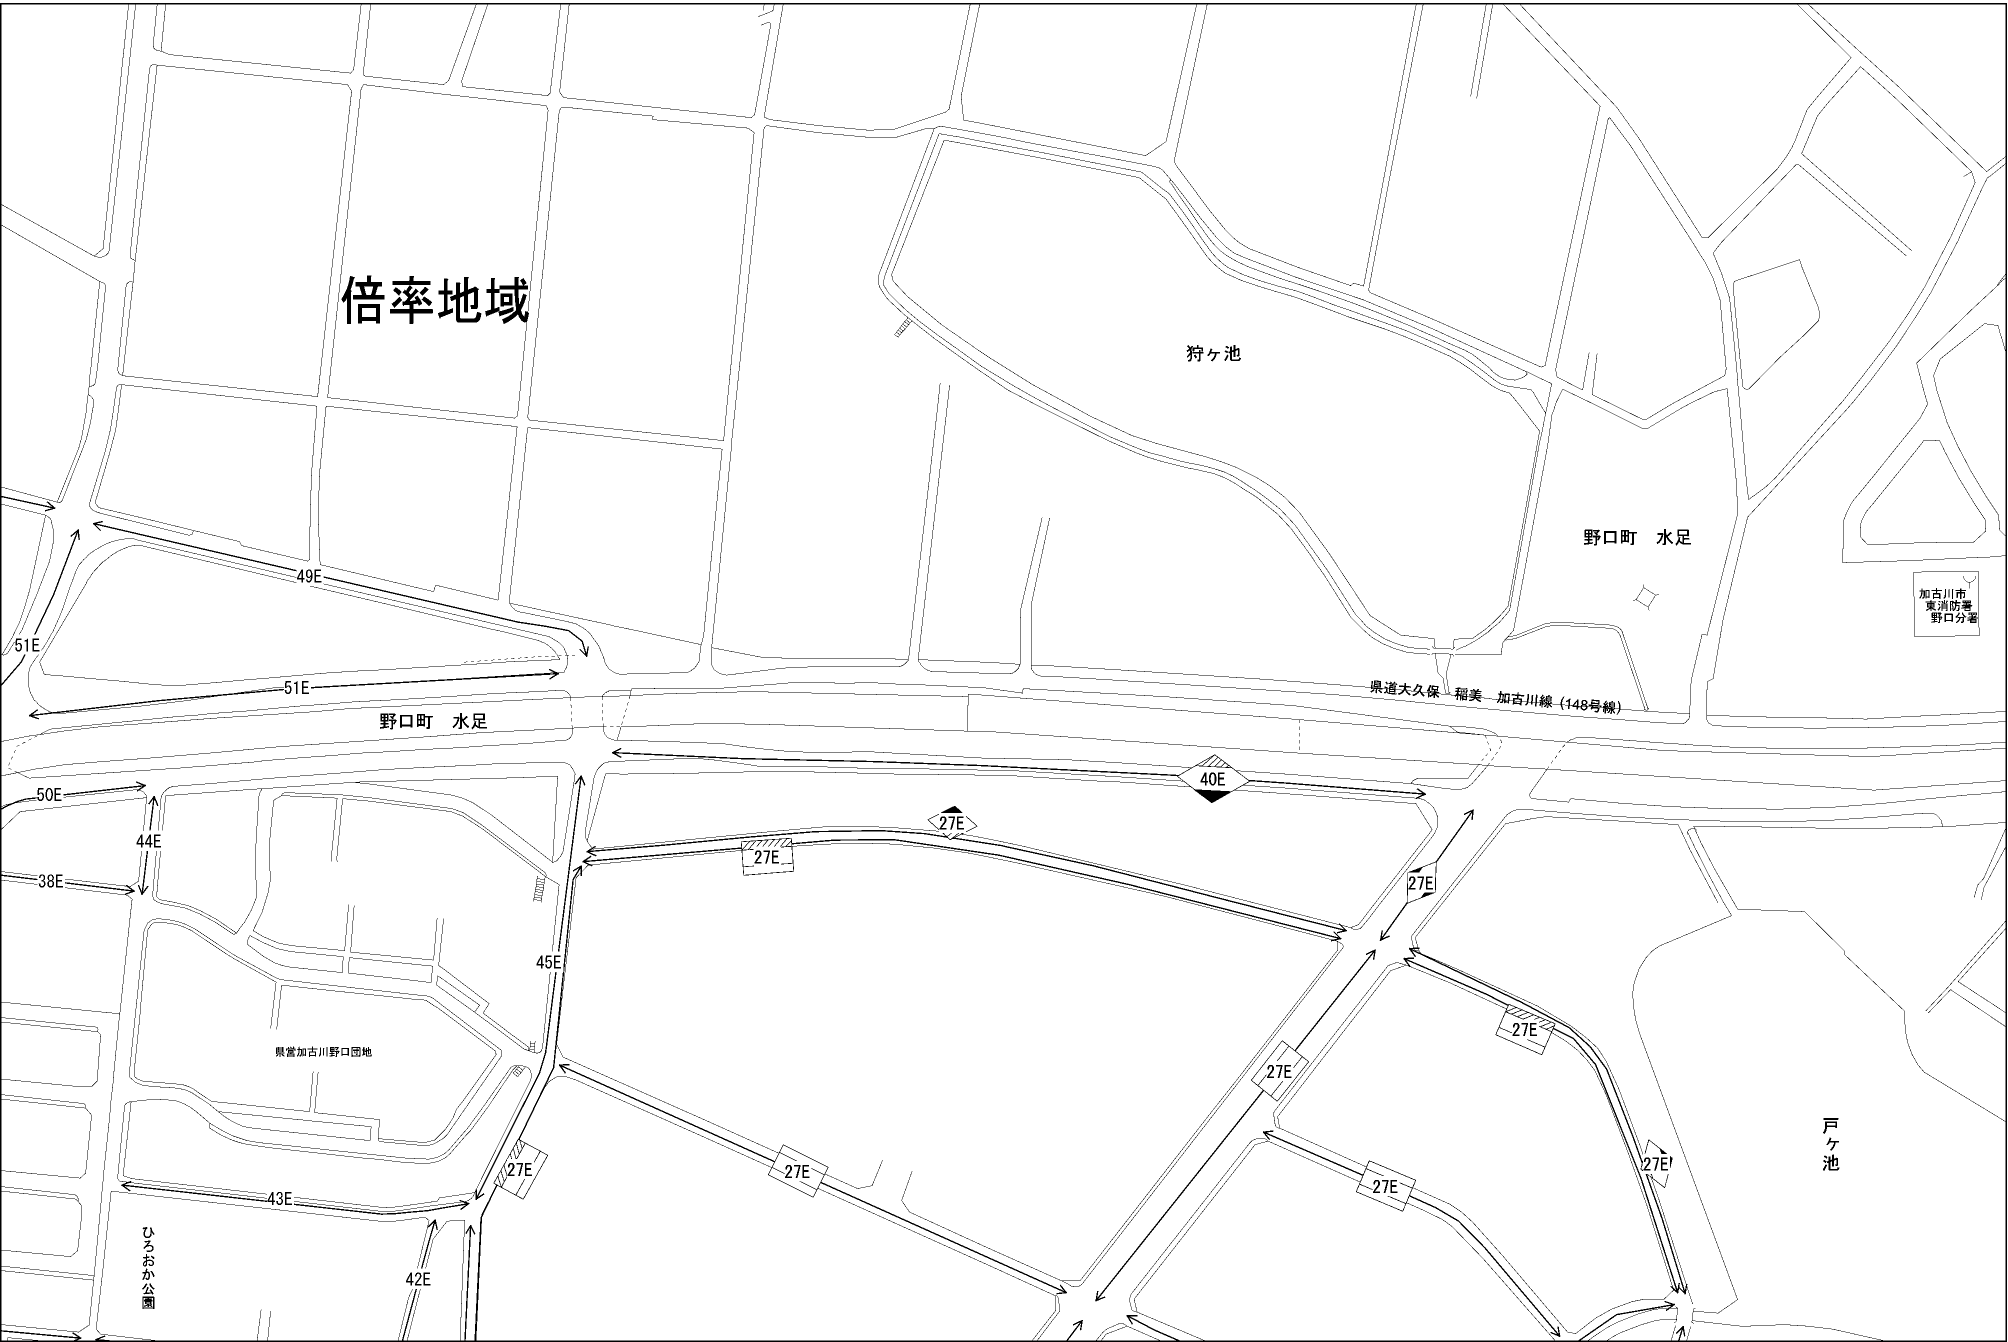 倍率地域
狩ヶ池
野口町　水足
49E
加古川市
東消防署
野口分署
51E
51E
県道大久保　稲美　加古川線（148号線）
野口町　水足
40E
50E
27E
44E
27E
38E
27E
45E
27E
県営加古川野口団地
27E
戸ヶ池
27E
27E
27E
27E
43E
ひろおか公園
42E